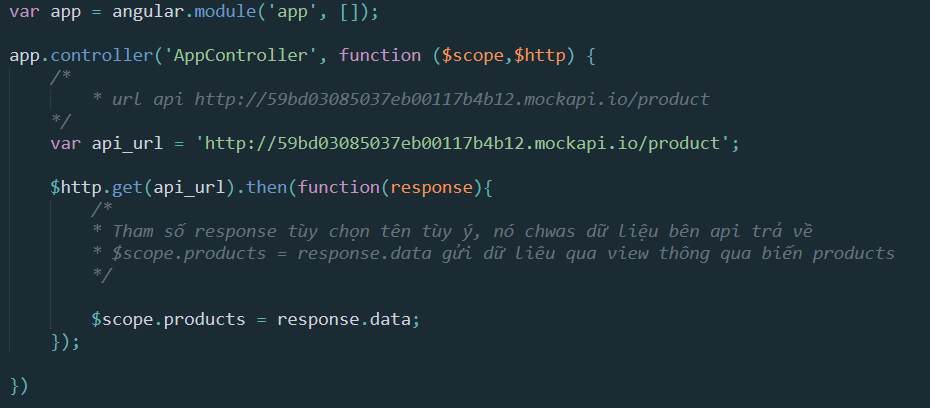 var app = angular.module('app', []);
app.controller('AppController', function ($scope,$http) {
/*
* url api http://59bd03085037eb00117b4b12.mockapi.io/product
*/
var api_url = 'http://59bd03085037eb00117b4b12.mockapi.io/product';
$http.get(api_url).then(function(response){
/*
* Tham số response tùy chọn tên tùy ý, nó chwas dữ liệu bên api trả về
* $scope.products = response.data gửi dữ liêu qua view thông qua biến products
*/
$scope.products = response.data;
});
})